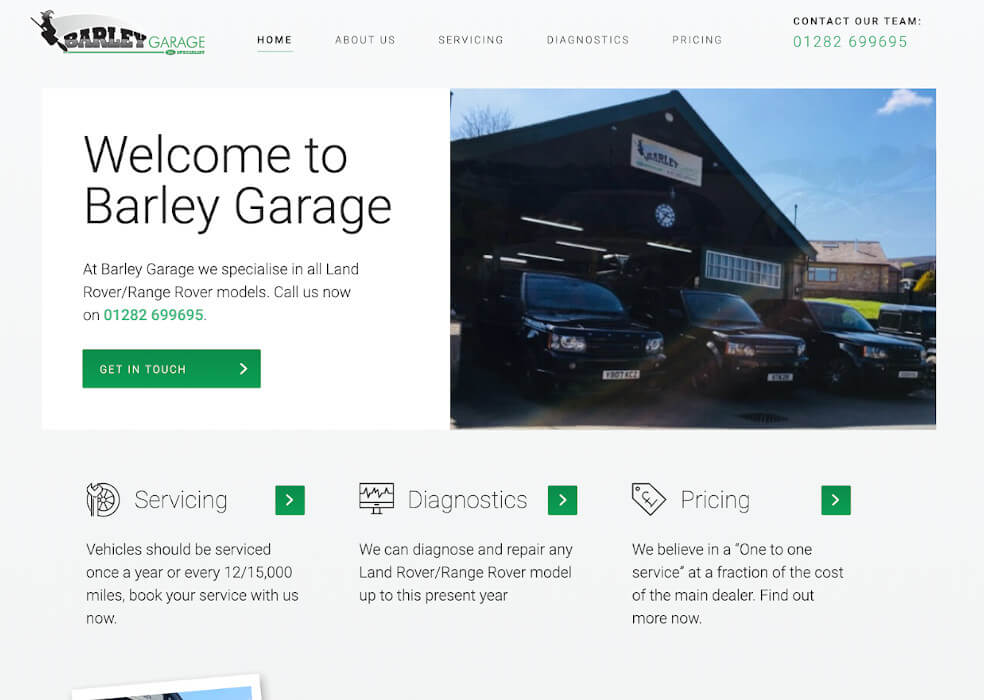 BARLEY GARAGE
HOME
ABOUT US
SERVICING
DIAGNOSTICS
PRICING
CONTACT OUR TEAM:
01282 699695
Welcome to
Barley Garage
At Barley Garage we specialise in all Land
Rover/Range Rover models. Call us now
on 01282 699695.
GET IN TOUCH
BARLEY
Servicing
Vehicles should be serviced
once a year or every 12/15,000
miles, book your service with us
now.
Diagnostics
We can diagnose and repair any
Land Rover/Range Rover model
up to this present year
Pricing
We believe in a “One to one
service” at a fraction of the cost
of the main dealer. Find out
more now.